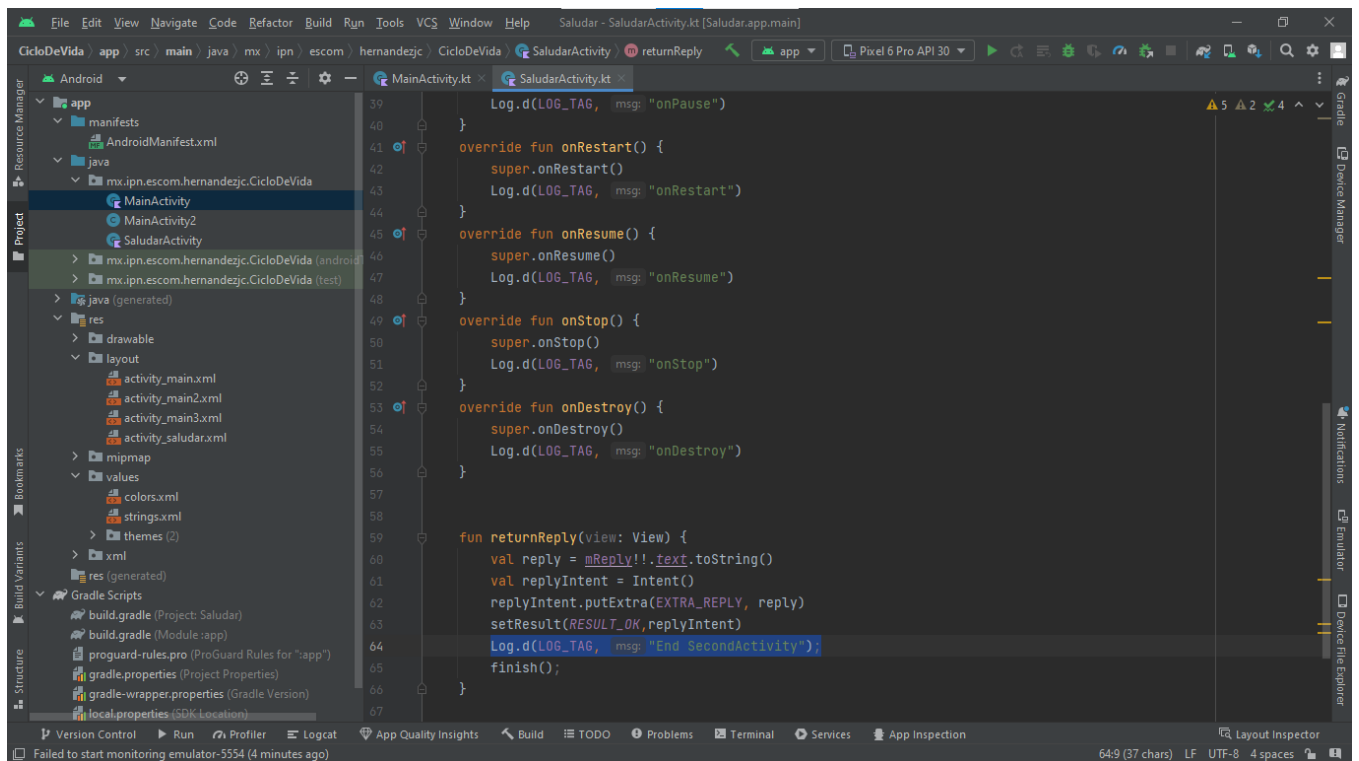 File Edit View Navigate Code Refactor Build Run Tools VCS Window Help Saludar - SaludarActivity.kt [Saludar.app.main]
CicloDeVida app src main java mx ipn escom hernandezjc CicloDeVida SaludarActivity returnReply app Pixel 6 Pro API 30
Android MainActivity.kt SaludarActivity.kt
Resource Manager
Project
Bookmarks
Build Variants
Structure
app
manifests
AndroidManifest.xml
java
mx.ipn.escom.hernandezjc.CicloDeVida
MainActivity
MainActivity2
SaludarActivity
mx.ipn.escom.hernandezjc.CicloDeVida (android
mx.ipn.escom.hernandezjc.CicloDeVida (test)
java (generated)
res
drawable
layout
activity_main.xml
activity_main2.xml
activity_main3.xml
activity_saludar.xml
mipmap
values
colors.xml
strings.xml
themes (2)
xml
res (generated)
Gradle Scripts
build.gradle (Project: Saludar)
build.gradle (Module :app)
proguard-rules.pro (ProGuard Rules for ":app")
gradle.properties (Project Properties)
gradle-wrapper.properties (Gradle Version)
local.properties (SDK Location)
39 Log.d(LOG_TAG, msg: "onPause")
40 }
41 override fun onRestart() {
42 super.onRestart()
43 Log.d(LOG_TAG, msg: "onRestart")
44 }
45 override fun onResume() {
46 super.onResume()
47 Log.d(LOG_TAG, msg: "onResume")
48 }
49 override fun onStop() {
50 super.onStop()
51 Log.d(LOG_TAG, msg: "onStop")
52 }
53 override fun onDestroy() {
54 super.onDestroy()
55 Log.d(LOG_TAG, msg: "onDestroy")
56 }
57
58
59 fun returnReply(view: View) {
60 val reply = mReply!!.text.toString()
61 val replyIntent = Intent()
62 replyIntent.putExtra(EXTRA_REPLY, reply)
63 setResult(RESULT_OK,replyIntent)
64 Log.d(LOG_TAG, msg: "End SecondActivity");
65 finish();
66 }
67
5 2 4
Gradle
Device Manager
Notifications
Emulator
Device File Explorer
Version Control Run Profiler Logcat App Quality Insights Build TODO Problems Terminal Services App Inspection Layout Inspector
Failed to start monitoring emulator-5554 (4 minutes ago) 64:9 (37 chars) LF UTF-8 4 spaces